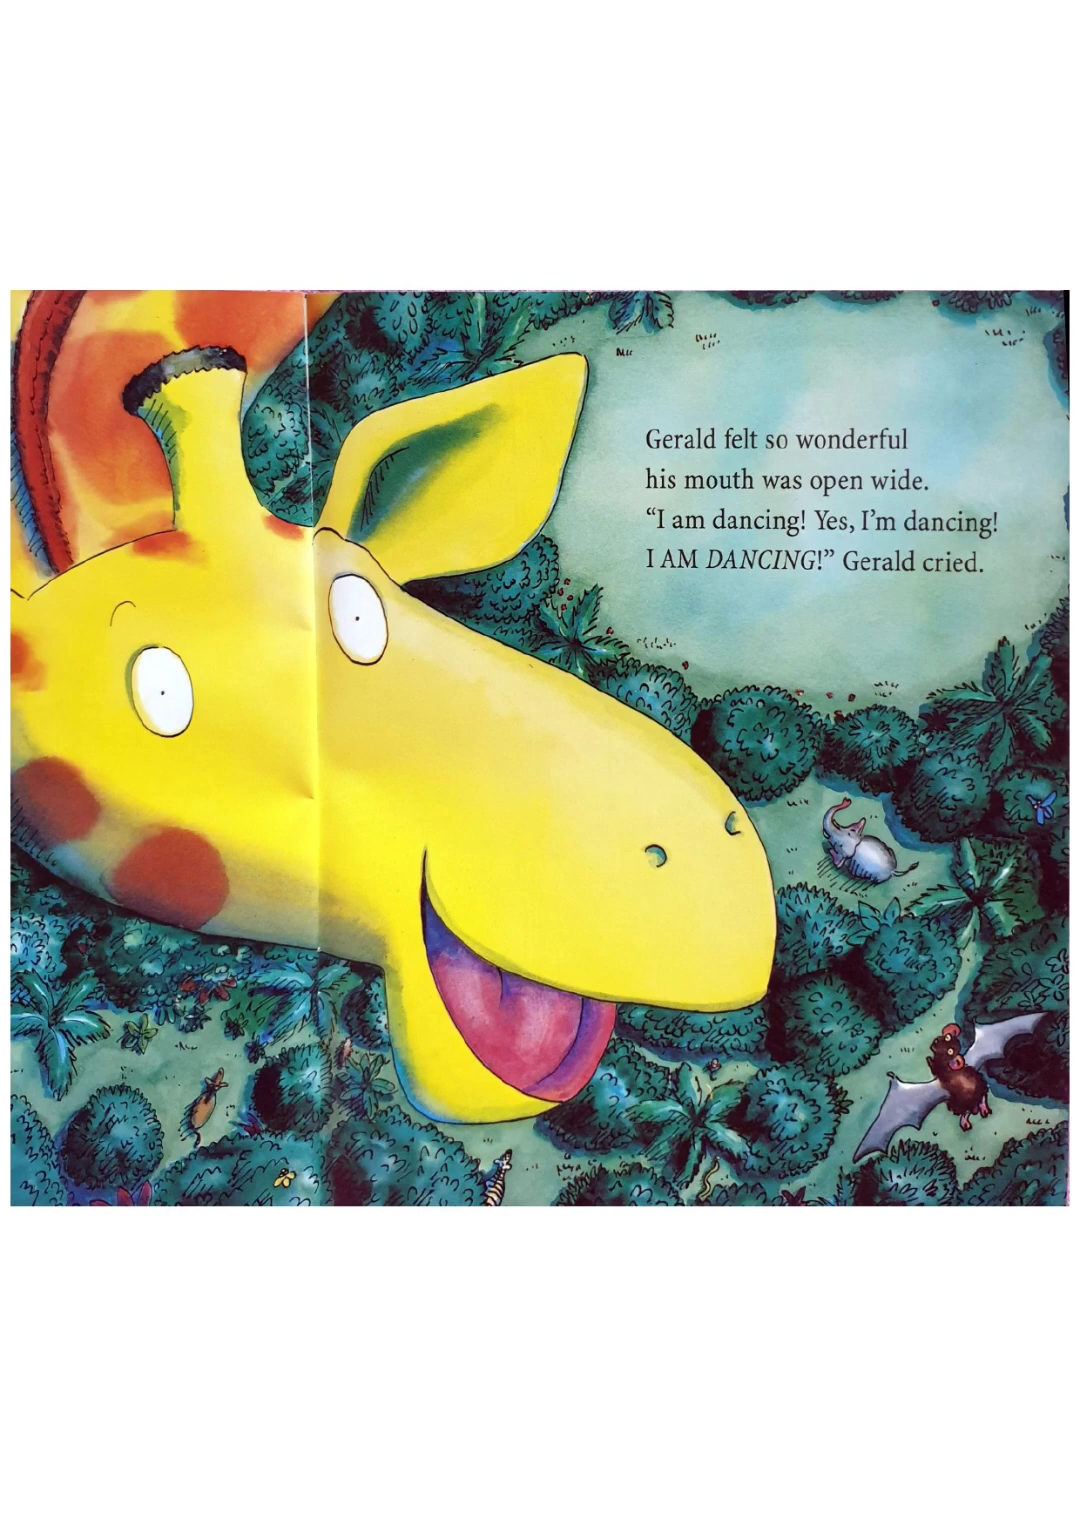 Gerald felt so wonderful
his mouth was open wide.
“I am dancing! Yes, I’m dancing!
I AM DANCING!” Gerald cried.